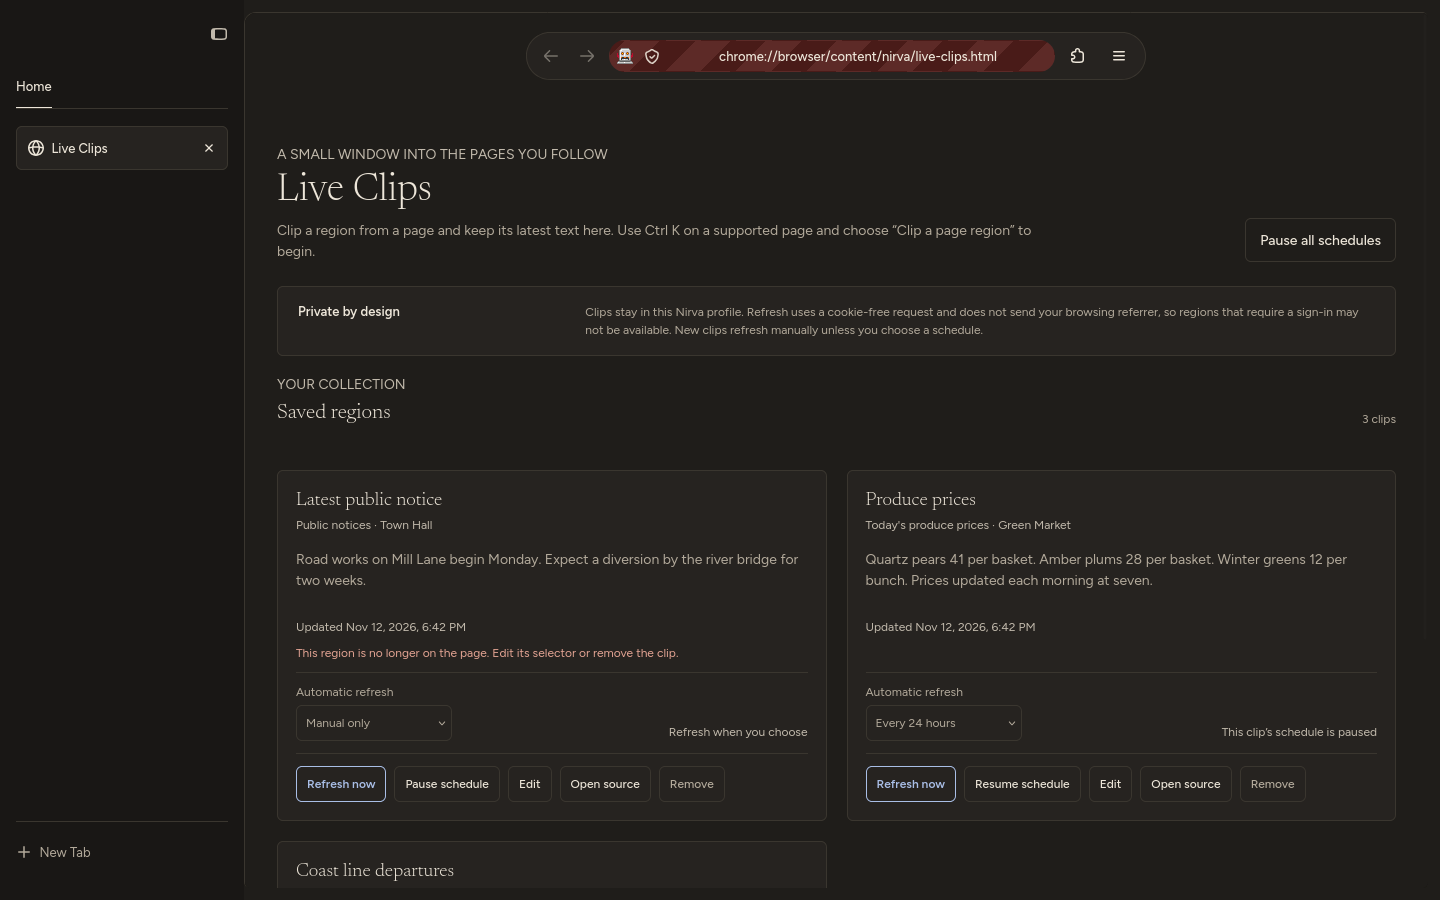 Home
Live Clips
New Tab
chrome://browser/content/nirva/live-clips.html
A SMALL WINDOW INTO THE PAGES YOU FOLLOW
Live Clips
Clip a region from a page and keep its latest text here. Use Ctrl K on a supported page and choose “Clip a page region” to
begin.
Pause all schedules
Private by design
Clips stay in this Nirva profile. Refresh uses a cookie-free request and does not send your browsing referrer, so regions that require a sign-in may
not be available. New clips refresh manually unless you choose a schedule.
YOUR COLLECTION
Saved regions
3 clips
Latest public notice
Public notices · Town Hall
Road works on Mill Lane begin Monday. Expect a diversion by the river bridge for
two weeks.
Updated Nov 12, 2026, 6:42 PM
This region is no longer on the page. Edit its selector or remove the clip.
Automatic refresh
Manual only
Refresh when you choose
Refresh now
Pause schedule
Edit
Open source
Remove
Produce prices
Today's produce prices · Green Market
Quartz pears 41 per basket. Amber plums 28 per basket. Winter greens 12 per
bunch. Prices updated each morning at seven.
Updated Nov 12, 2026, 6:42 PM
Automatic refresh
Every 24 hours
This clip’s schedule is paused
Refresh now
Resume schedule
Edit
Open source
Remove
Coast line departures